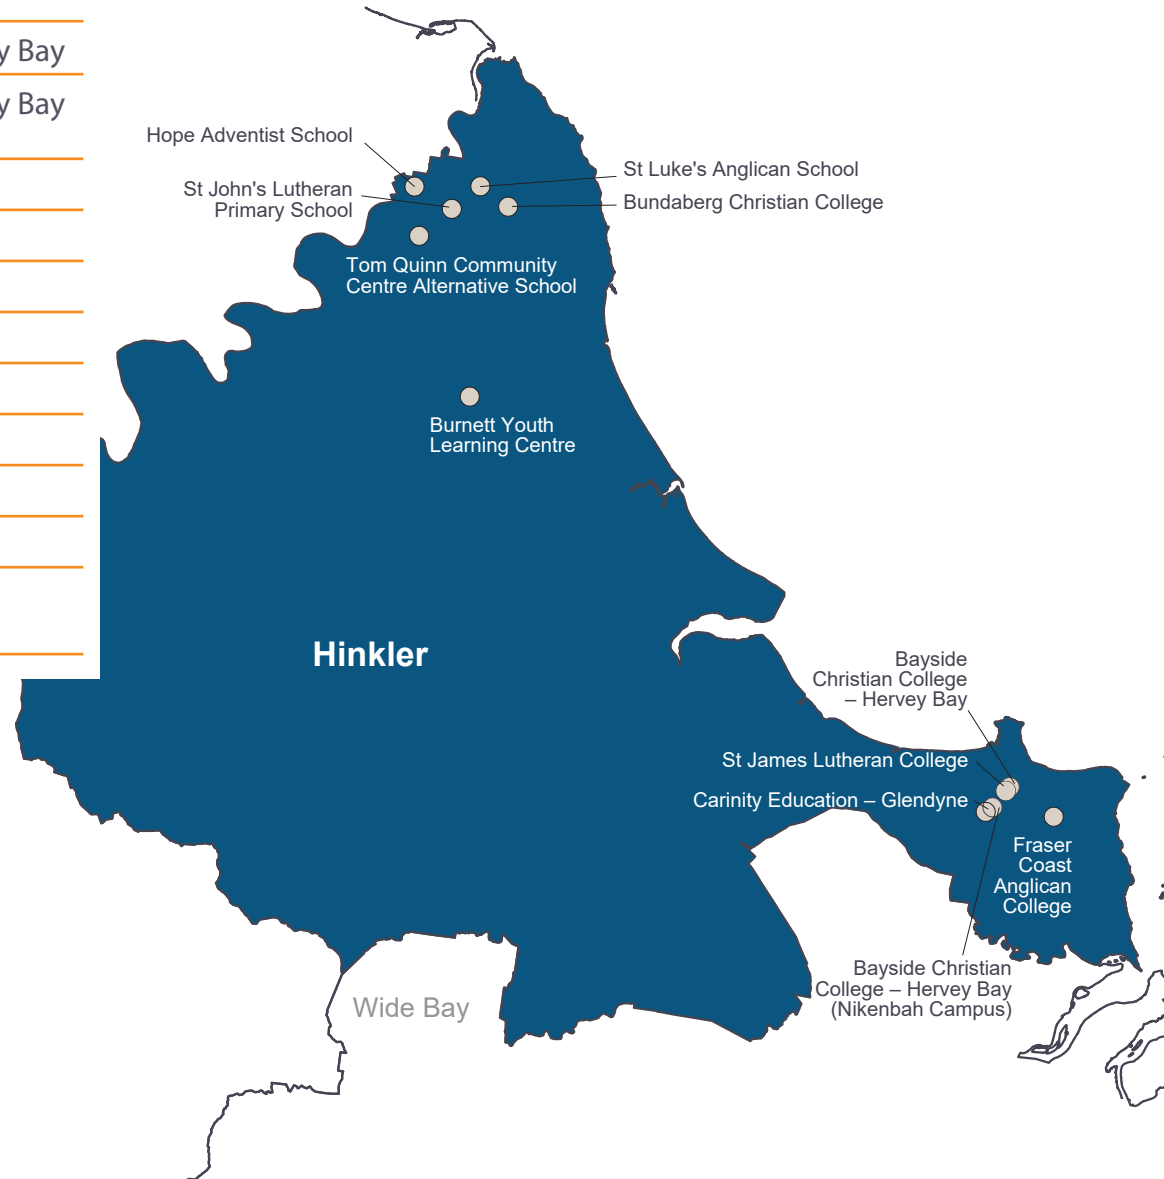 Bay
Bay
Hope Adventist School
St John's Lutheran
Primary School
St Luke's Anglican School
Bundaberg Christian College
Tom Quinn Community
Centre Alternative School
Burnett Youth
Learning Centre
Hinkler
Bayside
Christian College
– Hervey Bay
St James Lutheran College
Carinity Education – Glendyne
Fraser
Coast
Anglican
College
Bayside Christian
College – Hervey Bay
(Nikenbah Campus)
Wide Bay